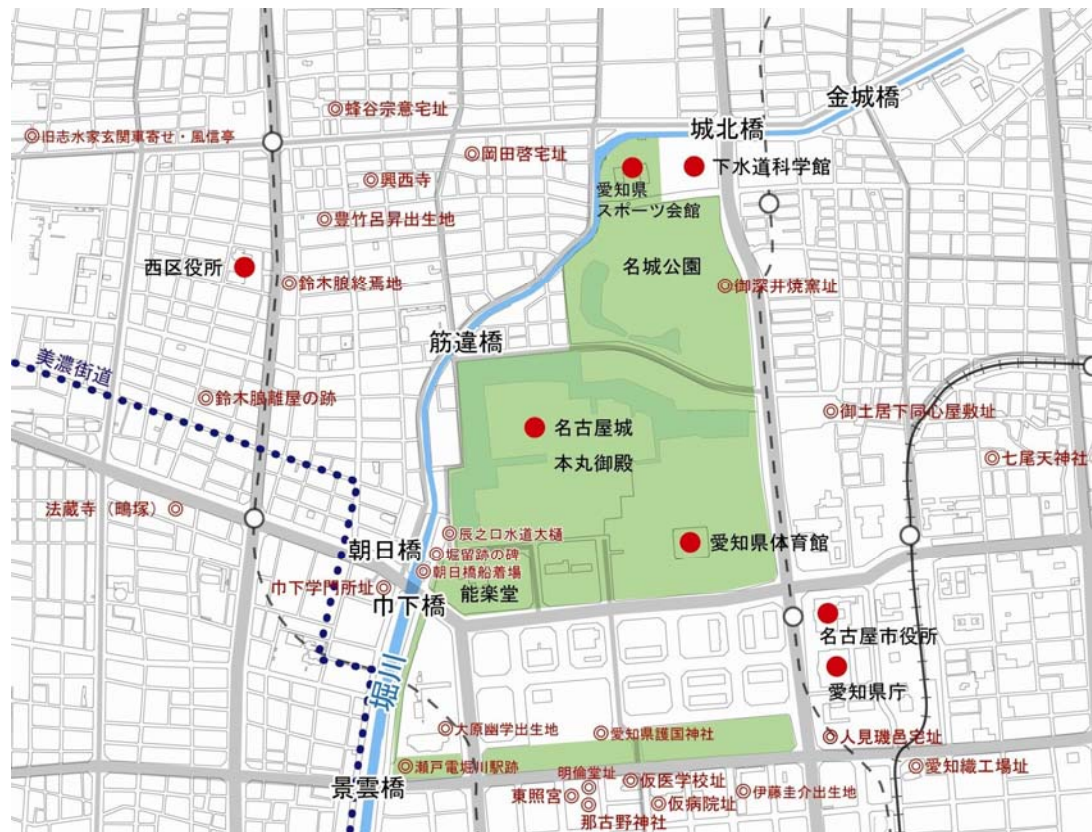 金城橋
城北橋
◎蜂谷宗意宅址
◎旧志水家玄関車寄せ・風信亭
◎岡田啓宅址
下水道科学館
◎興西寺
愛知県
スポーツ会館
◎豊竹呂昇出生地
西区役所
名城公園
◎鈴木朖終焉地
◎御深井焼窯址
筋違橋
美濃街道
◎鈴木朖離屋の跡
◎御土居下同心屋敷址
名古屋城
本丸御殿
◎七尾天神社
法蔵寺(鴫塚)◎
◎辰之口水道大樋
愛知県体育館
朝日橋
◎堀留跡の碑
◎朝日橋船着場
巾下学問所址◎
能楽堂
巾下橋
名古屋市役所
堀川
愛知県庁
◎大原幽学出生地
◎愛知県護国神社
◎人見璣邑宅址
◎瀬戸電堀川駅跡
明倫堂址
◎
◎仮医学校址
◎愛知織工場址
景雲橋
東照宮◎
◎仮病院址
◎伊藤圭介出生地
◎
那古野神社